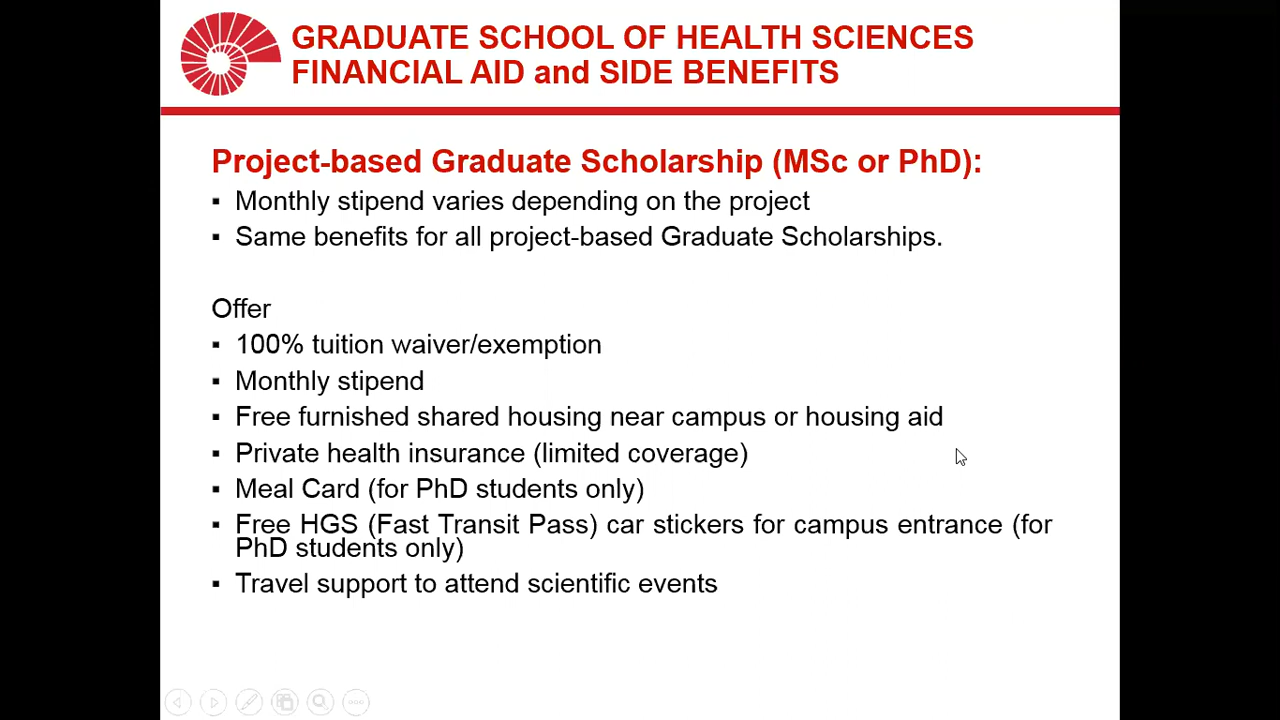 GRADUATE SCHOOL OF HEALTH SCIENCES
FINANCIAL AID and SIDE BENEFITS
Project-based Graduate Scholarship (MSc or PhD):
▪ Monthly stipend varies depending on the project
▪ Same benefits for all project-based Graduate Scholarships.
Offer
▪ 100% tuition waiver/exemption
▪ Monthly stipend
▪ Free furnished shared housing near campus or housing aid
▪ Private health insurance (limited coverage)
▪ Meal Card (for PhD students only)
▪ Free HGS (Fast Transit Pass) car stickers for campus entrance (for
PhD students only)
▪ Travel support to attend scientific events